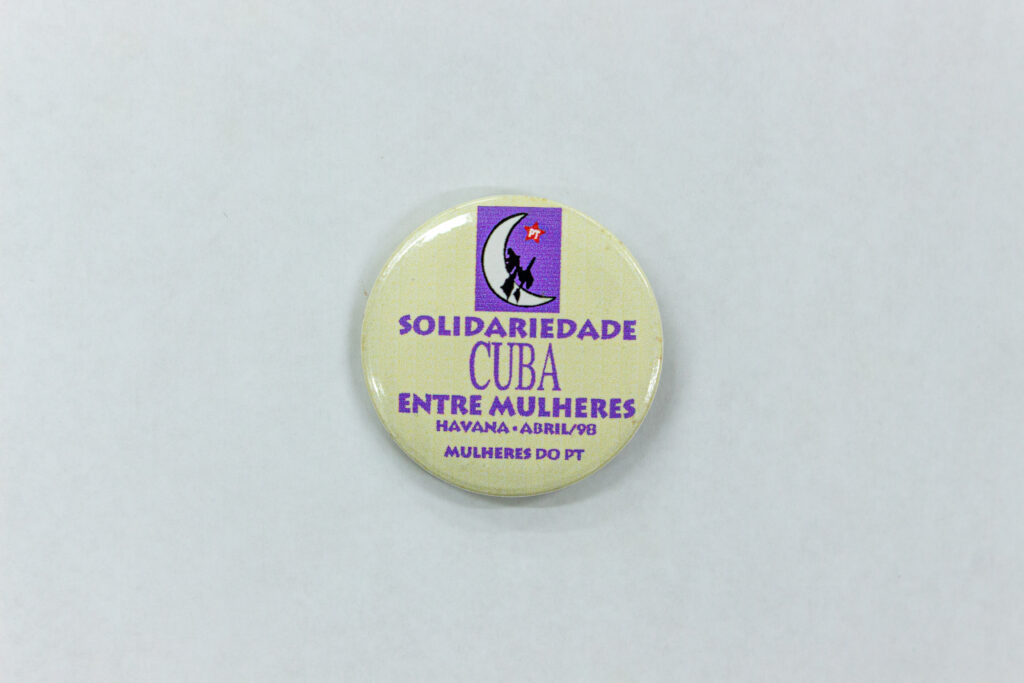 PT
SOLIDARIEDADE
CUBA
ENTRE MULHERES
HAVANA • ABRIL/98
MULHERES DO PT